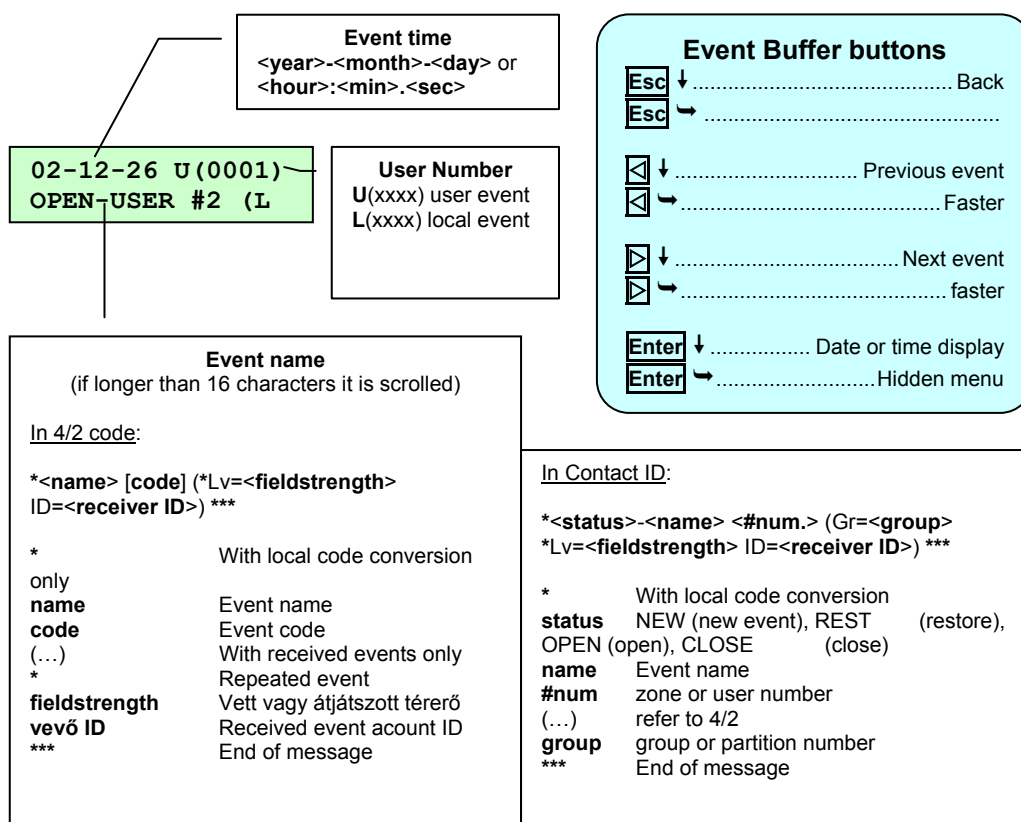 Event time
<year>-<month>-<day> or
<hour>:<min>.<sec>
Event Buffer buttons
Esc ↓ ............................................ Back
Esc ➥ ..................................................
◁ ↓ ............................... Previous event
◁ ➥ ............................................ Faster
▷ ↓ ...................................... Next event
▷ ➥ ............................................. faster
Enter ↓ ................. Date or time display
Enter ➥ ........................... Hidden menu
02-12-26 U(0001)
OPEN-USER #2 (L
User Number
U(xxxx) user event
L(xxxx) local event
Event name
(if longer than 16 characters it is scrolled)
In 4/2 code:
*<name> [code] (*Lv=<fieldstrength>
ID=<receiver ID>) ***
* With local code conversion
only
name Event name
code Event code
(…) With received events only
* Repeated event
fieldstrength Vett vagy átjátszott térerő
vevő ID Received event acount ID
*** End of message
In Contact ID:
*<status>-<name> <#num.> (Gr=<group>
*Lv=<fieldstrength> ID=<receiver ID>) ***
* With local code conversion
status NEW (new event), REST (restore),
OPEN (open), CLOSE (close)
name Event name
#num zone or user number
(…) refer to 4/2
group group or partition number
*** End of message